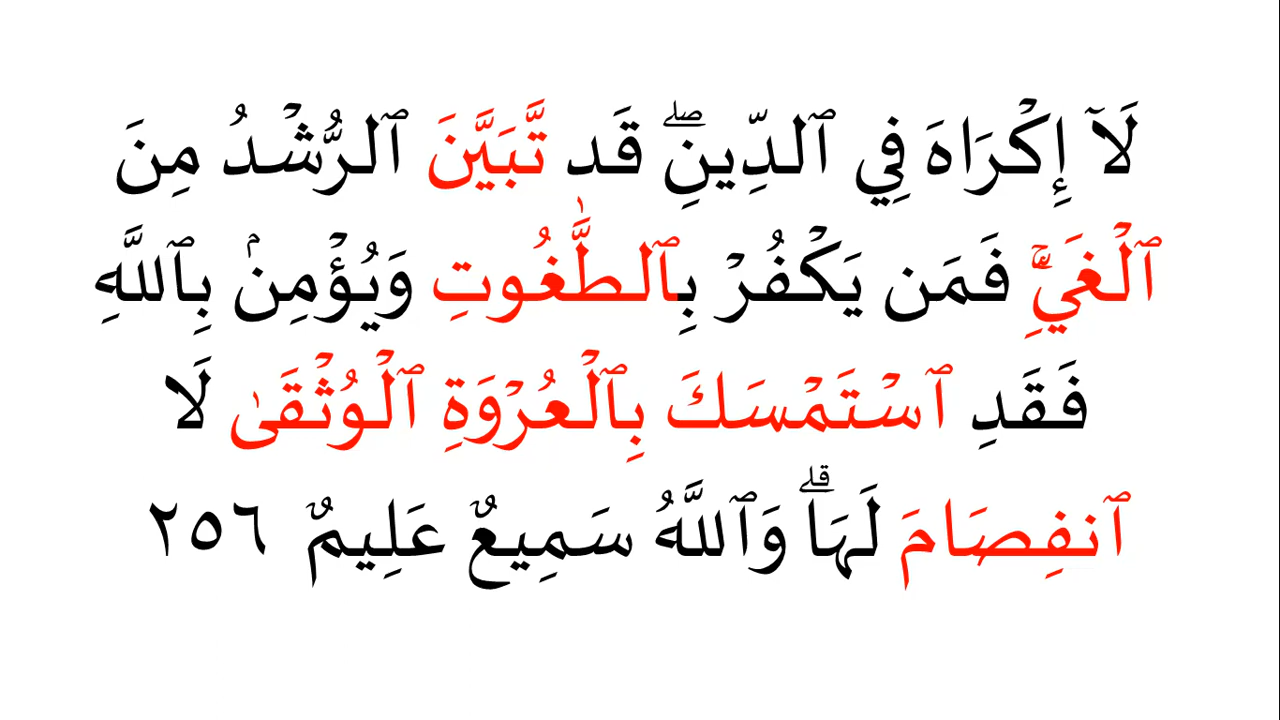 لَآ إِكۡرَاهَ فِي ٱلدِّينِۖ قَد تَّبَيَّنَ ٱلرُّشۡدُ مِنَ
ٱلۡغَيِّۚ فَمَن يَكۡفُرۡ بِٱلطَّٰغُوتِ وَيُؤۡمِنۢ بِٱللَّهِ
فَقَدِ ٱسۡتَمۡسَكَ بِٱلۡعُرۡوَةِ ٱلۡوُثۡقَىٰ لَا
ٱنفِصَامَ لَهَاۗ وَٱللَّهُ سَمِيعٌ عَلِيمٌ ٢٥٦